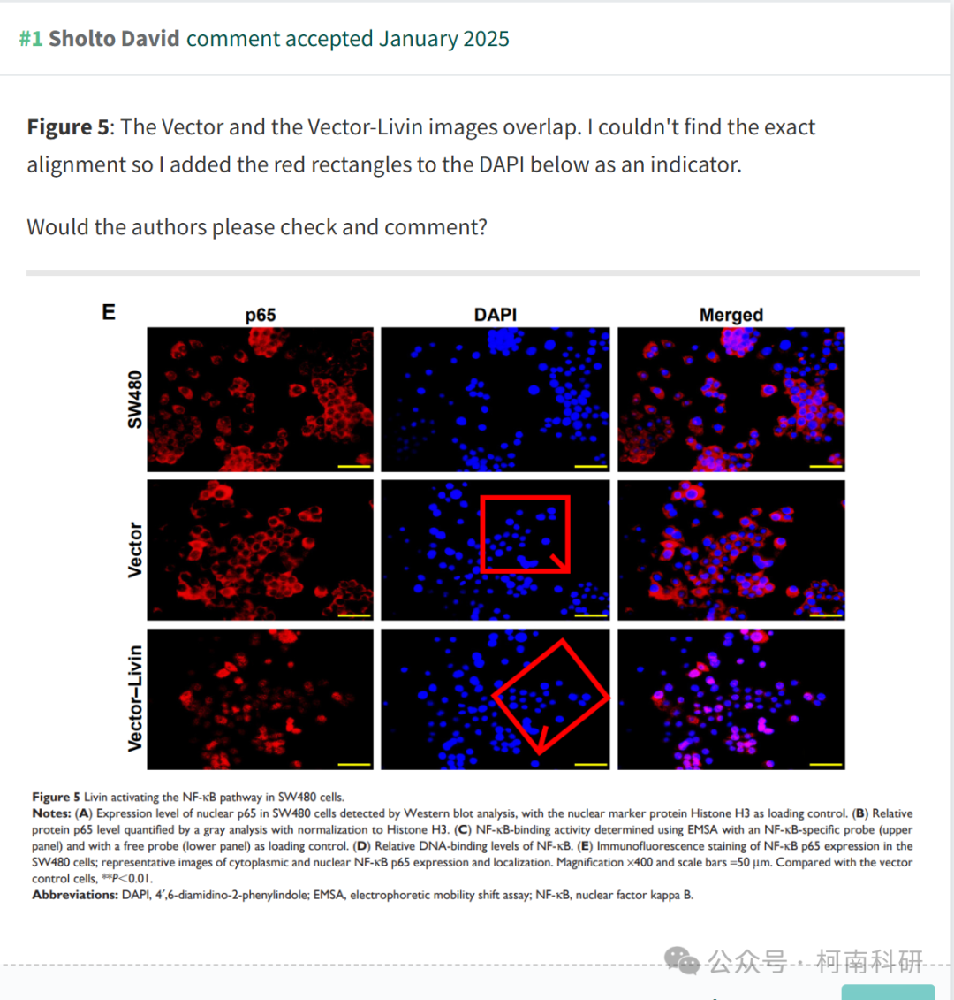 #1 Sholto David comment accepted January 2025
Figure 5: The Vector and the Vector-Livin images overlap. I couldn't find the exact
alignment so I added the red rectangles to the DAPI below as an indicator.
Would the authors please check and comment?
E
p65 DAPI Merged
SW480
Vector
Vector–Livin
Figure 5 Livin activating the NF-κB pathway in SW480 cells.
Notes: (A) Expression level of nuclear p65 in SW480 cells detected by Western blot analysis, with the nuclear marker protein Histone H3 as loading control. (B) Relative
protein p65 level quantified by a gray analysis with normalization to Histone H3. (C) NF-κB-binding activity determined using EMSA with an NF-κB-specific probe (upper
panel) and with a free probe (lower panel) as loading control. (D) Relative DNA-binding levels of NF-κB. (E) Immunofluorescence staining of NF-κB p65 expression in the
SW480 cells; representative images of cytoplasmic and nuclear NF-κB p65 expression and localization. Magnification ×400 and scale bars =50 μm. Compared with the vector
control cells, **P<0.01.
Abbreviations: DAPI, 4′,6-diamidino-2-phenylindole; EMSA, electrophoretic mobility shift assay; NF-κB, nuclear factor kappa B.
公众号 · 柯南科研